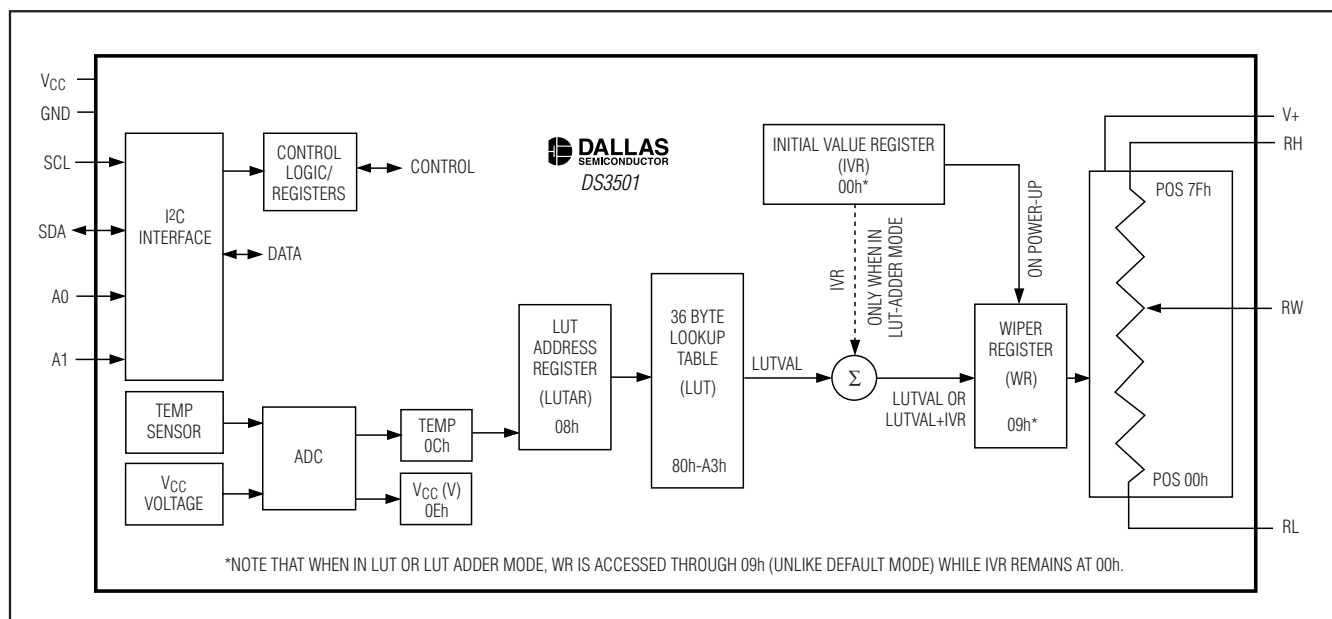 VCC
GND
SCL
SDA
A0
A1
I2C
INTERFACE
CONTROL
LOGIC/
REGISTERS
CONTROL
DATA
TEMP
SENSOR
VCC
VOLTAGE
ADC
TEMP
0Ch
VCC (V)
0Eh
DALLAS
SEMICONDUCTOR
DS3501
LUT
ADDRESS
REGISTER
(LUTAR)
08h
36 BYTE
LOOKUP
TABLE
(LUT)
80h-A3h
LUTVAL
INITIAL VALUE REGISTER
(IVR)
00h*
IVR
ONLY WHEN IN
LUT-ADDER MODE
ON POWER-UP
Σ
LUTVAL OR
LUTVAL+IVR
WIPER
REGISTER
(WR)
09h*
POS 7Fh
POS 00h
V+
RH
RW
RL
*NOTE THAT WHEN IN LUT OR LUT ADDER MODE, WR IS ACCESSED THROUGH 09h (UNLIKE DEFAULT MODE) WHILE IVR REMAINS AT 00h.